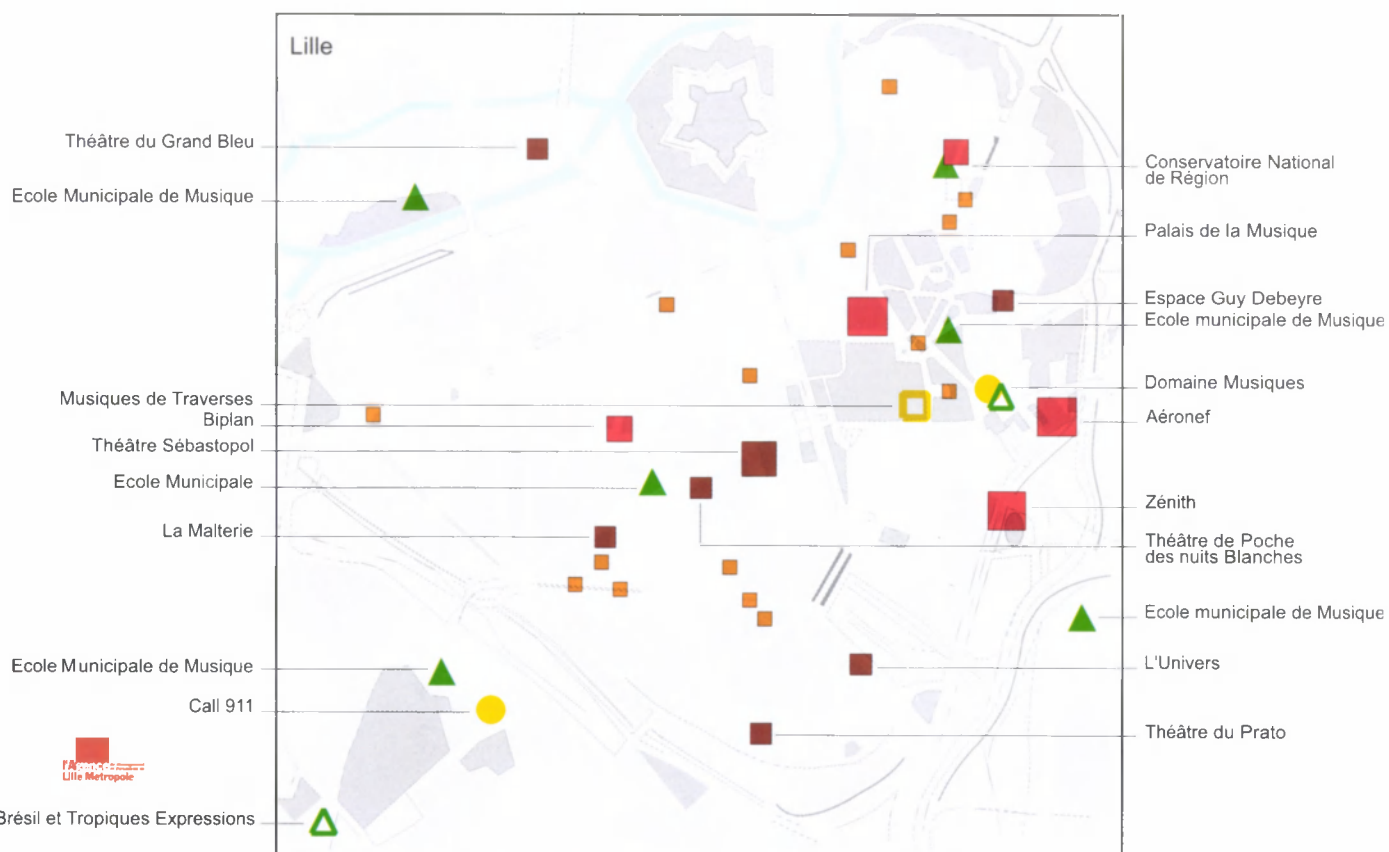 Lille
Théâtre du Grand Bleu
Ecole Municipale de Musique
Musiques de Traverses
Biplan
Théâtre Sébastopol
Ecole Municipale
La Malterie
Ecole Municipale de Musique
Call 911
Lille Metropole
Brésil et Tropiques Expressions
Conservatoire National
de Région
Palais de la Musique
Espace Guy Debeyre
Ecole municipale de Musique
Domaine Musiques
Aéronef
Zénith
Théâtre de Poche
des nuits Blanches
Ecole municipale de Musique
L'Univers
Théâtre du Prato